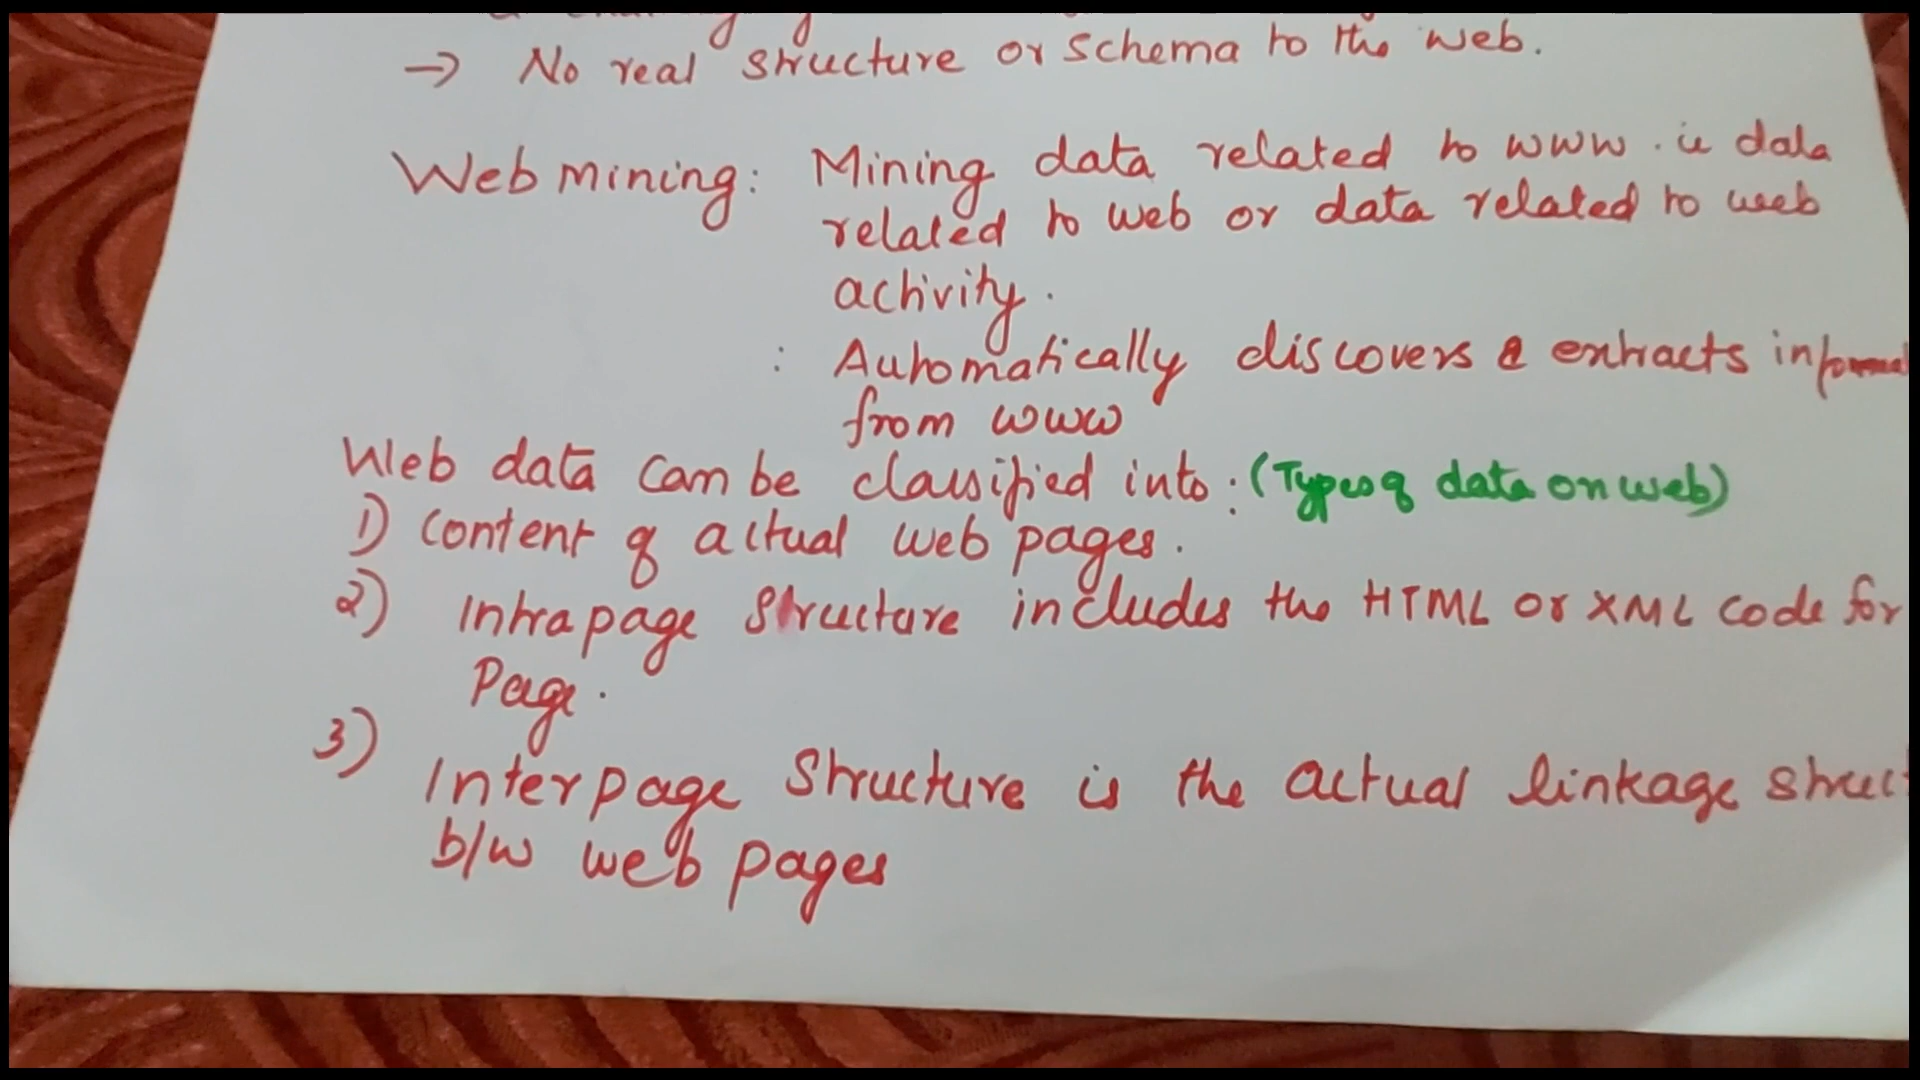 → No real structure or schema to the web.
Web mining: Mining data related to www. ie data
related to web or data related to web
activity.
: Automatically discovers & extracts
from www
Web data can be classified into: (Types of data on web)
1) content of actual web pages.
2) Intrapage structure includes the HTML or XML code for
Page.
3)
Interpage structure is the actual linkage struct
b/w web pages